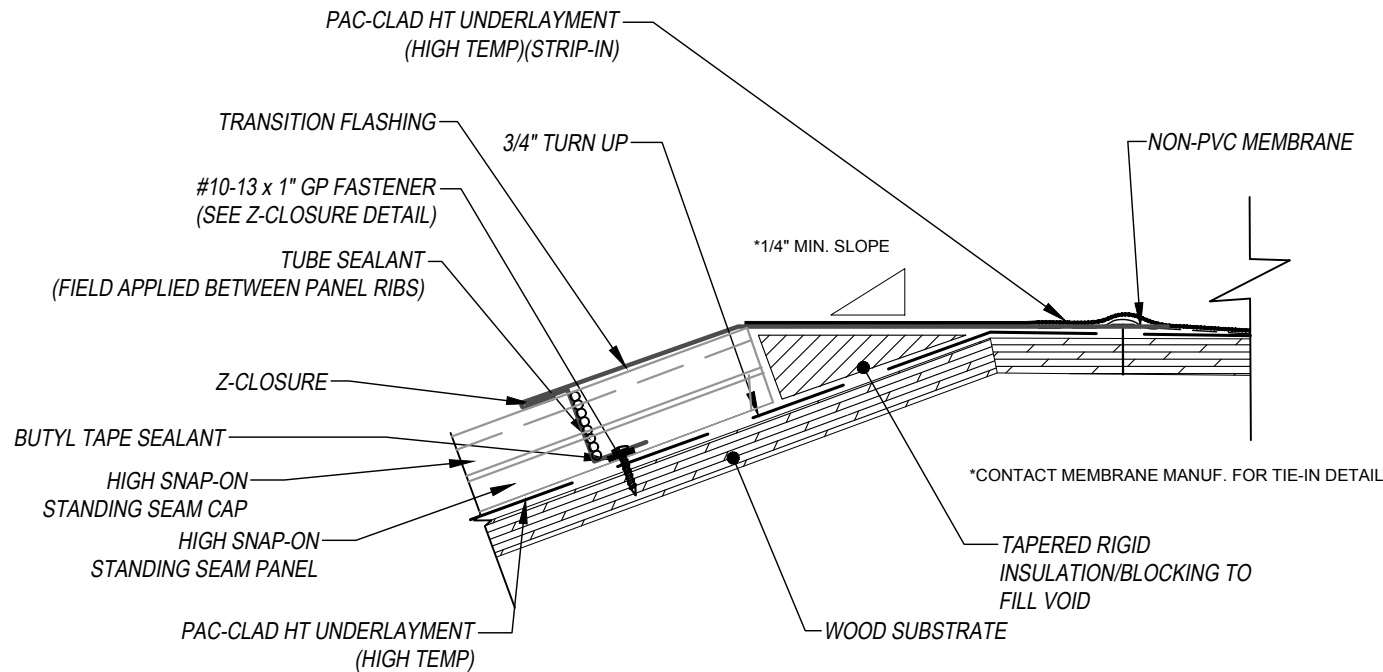 PAC-CLAD HT UNDERLAYMENT
(HIGH TEMP)(STRIP-IN)
TRANSITION FLASHING
3/4" TURN UP
NON-PVC MEMBRANE
#10-13 x 1" GP FASTENER
(SEE Z-CLOSURE DETAIL)
*1/4" MIN. SLOPE
TUBE SEALANT
(FIELD APPLIED BETWEEN PANEL RIBS)
Z-CLOSURE
BUTYL TAPE SEALANT
HIGH SNAP-ON
STANDING SEAM CAP
*CONTACT MEMBRANE MANUF. FOR TIE-IN DETAIL
HIGH SNAP-ON
STANDING SEAM PANEL
TAPERED RIGID
INSULATION/BLOCKING TO
FILL VOID
PAC-CLAD HT UNDERLAYMENT
(HIGH TEMP)
WOOD SUBSTRATE